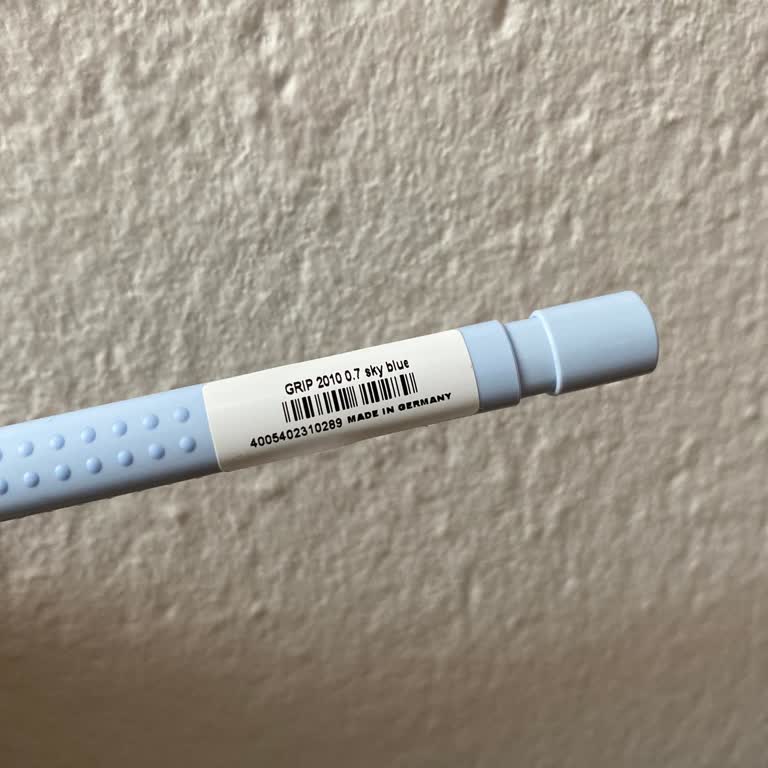 GRIP 2010 0.7 sky blue
4005402310289 MADE IN GERMANY